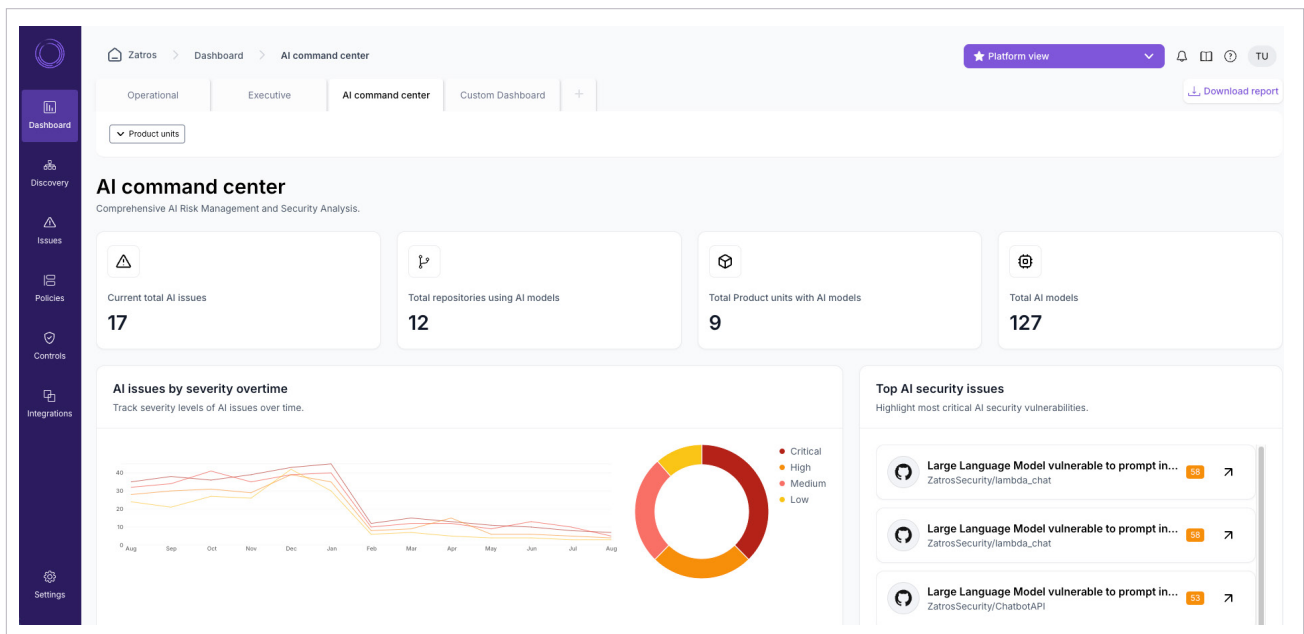 Zatros > Dashboard > AI command center
Platform view
TU
Operational
Executive
AI command center
Custom Dashboard
+
Download report
Product units
Dashboard
Discovery
Issues
Policies
Controls
Integrations
Settings
AI command center
Comprehensive AI Risk Management and Security Analysis.
Current total AI issues
17
Total repositories using AI models
12
Total Product units with AI models
9
Total AI models
127
AI issues by severity overtime
Track severity levels of AI issues over time.
40
30
20
10
0
Aug Sep Oct Nov Dec Jan Feb Mar Apr May Jun Jul Aug
Critical
High
Medium
Low
Top AI security issues
Highlight most critical AI security vulnerabilities.
Large Language Model vulnerable to prompt in... 58
ZatrosSecurity/lambda_chat
Large Language Model vulnerable to prompt in... 58
ZatrosSecurity/lambda_chat
Large Language Model vulnerable to prompt in... 53
ZatrosSecurity/ChatbotAPI